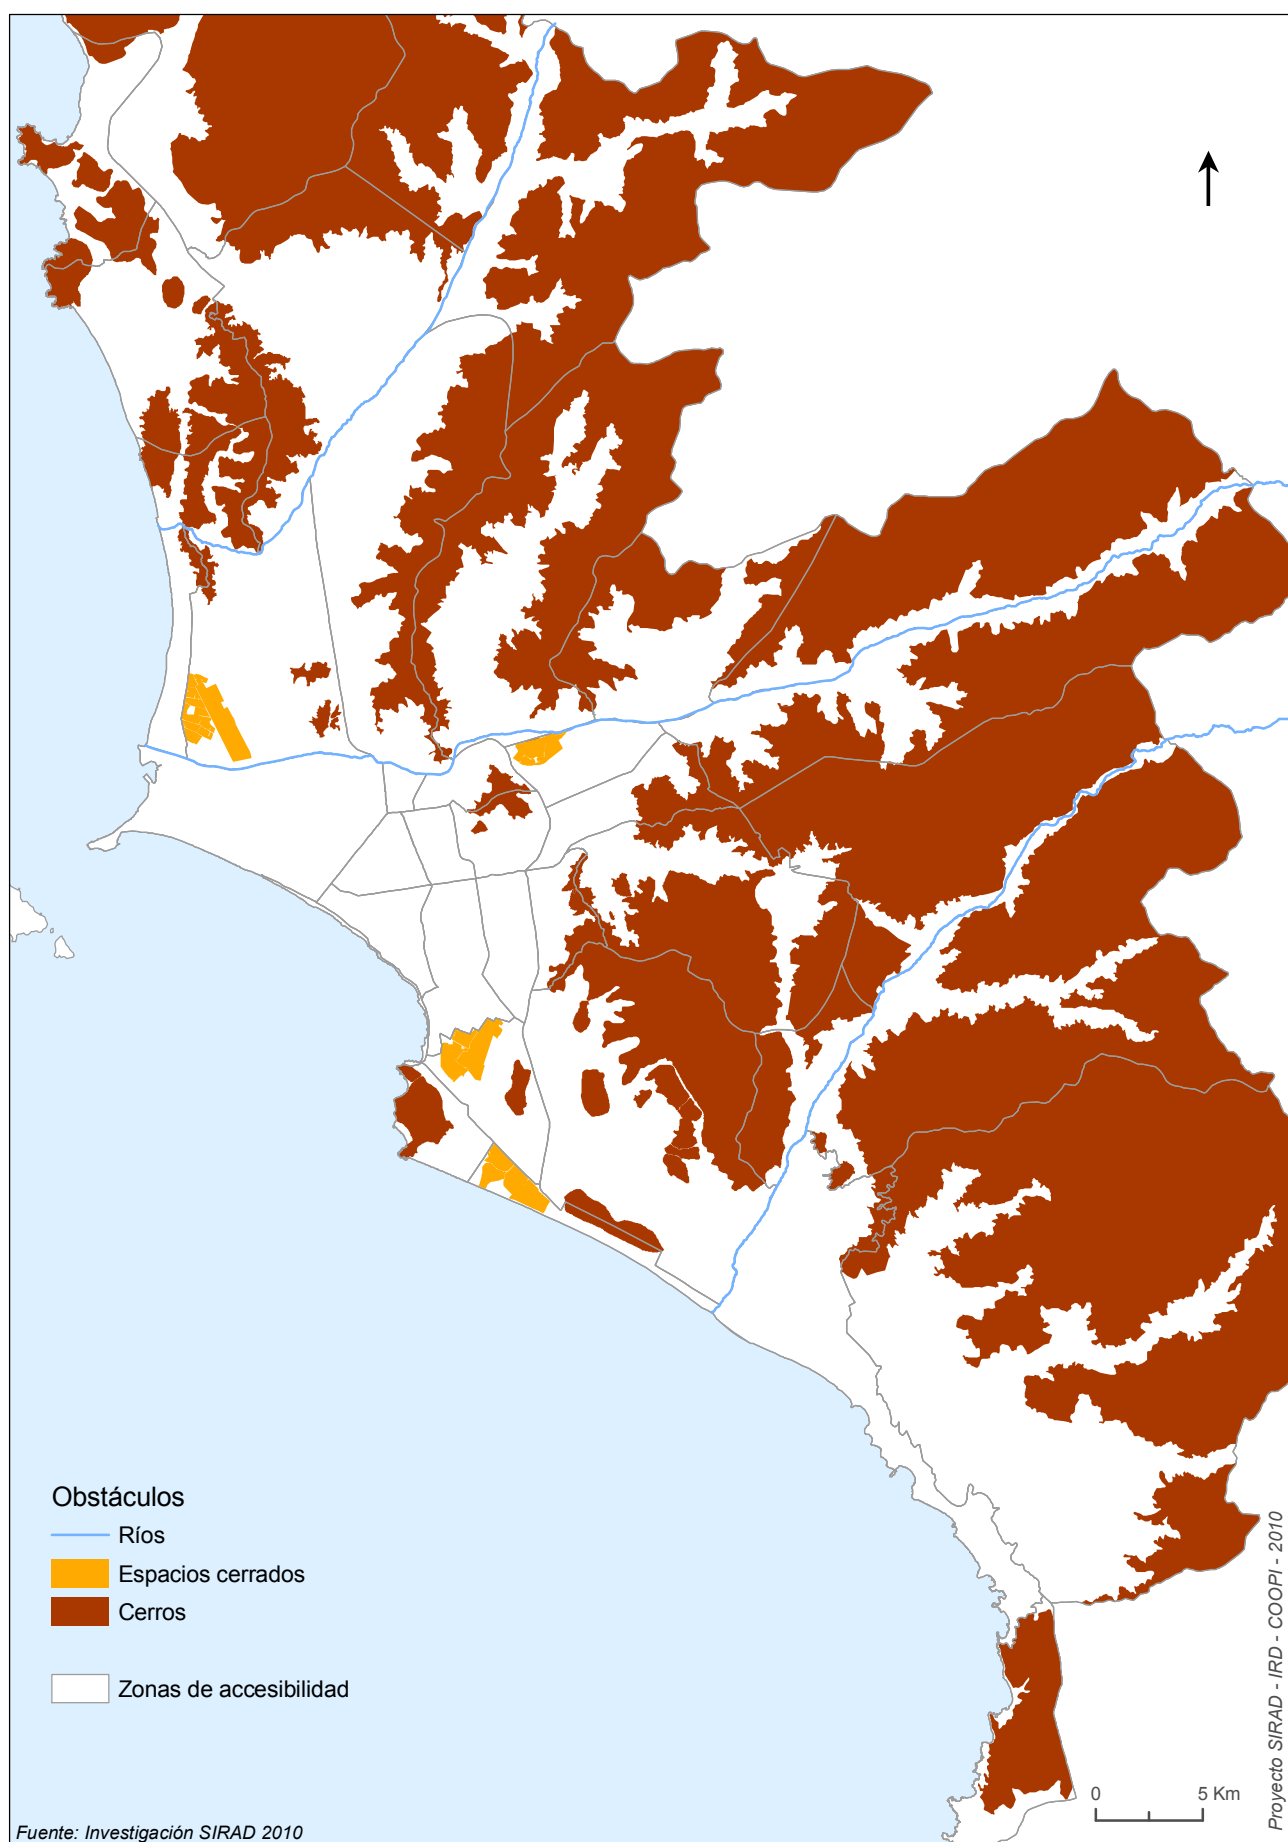 Obstáculos
Ríos
Espacios cerrados
Cerros
Zonas de accesibilidad
0 5 Km
Fuente: Investigación SIRAD 2010
Proyecto SIRAD - IRD - COOPI - 2010